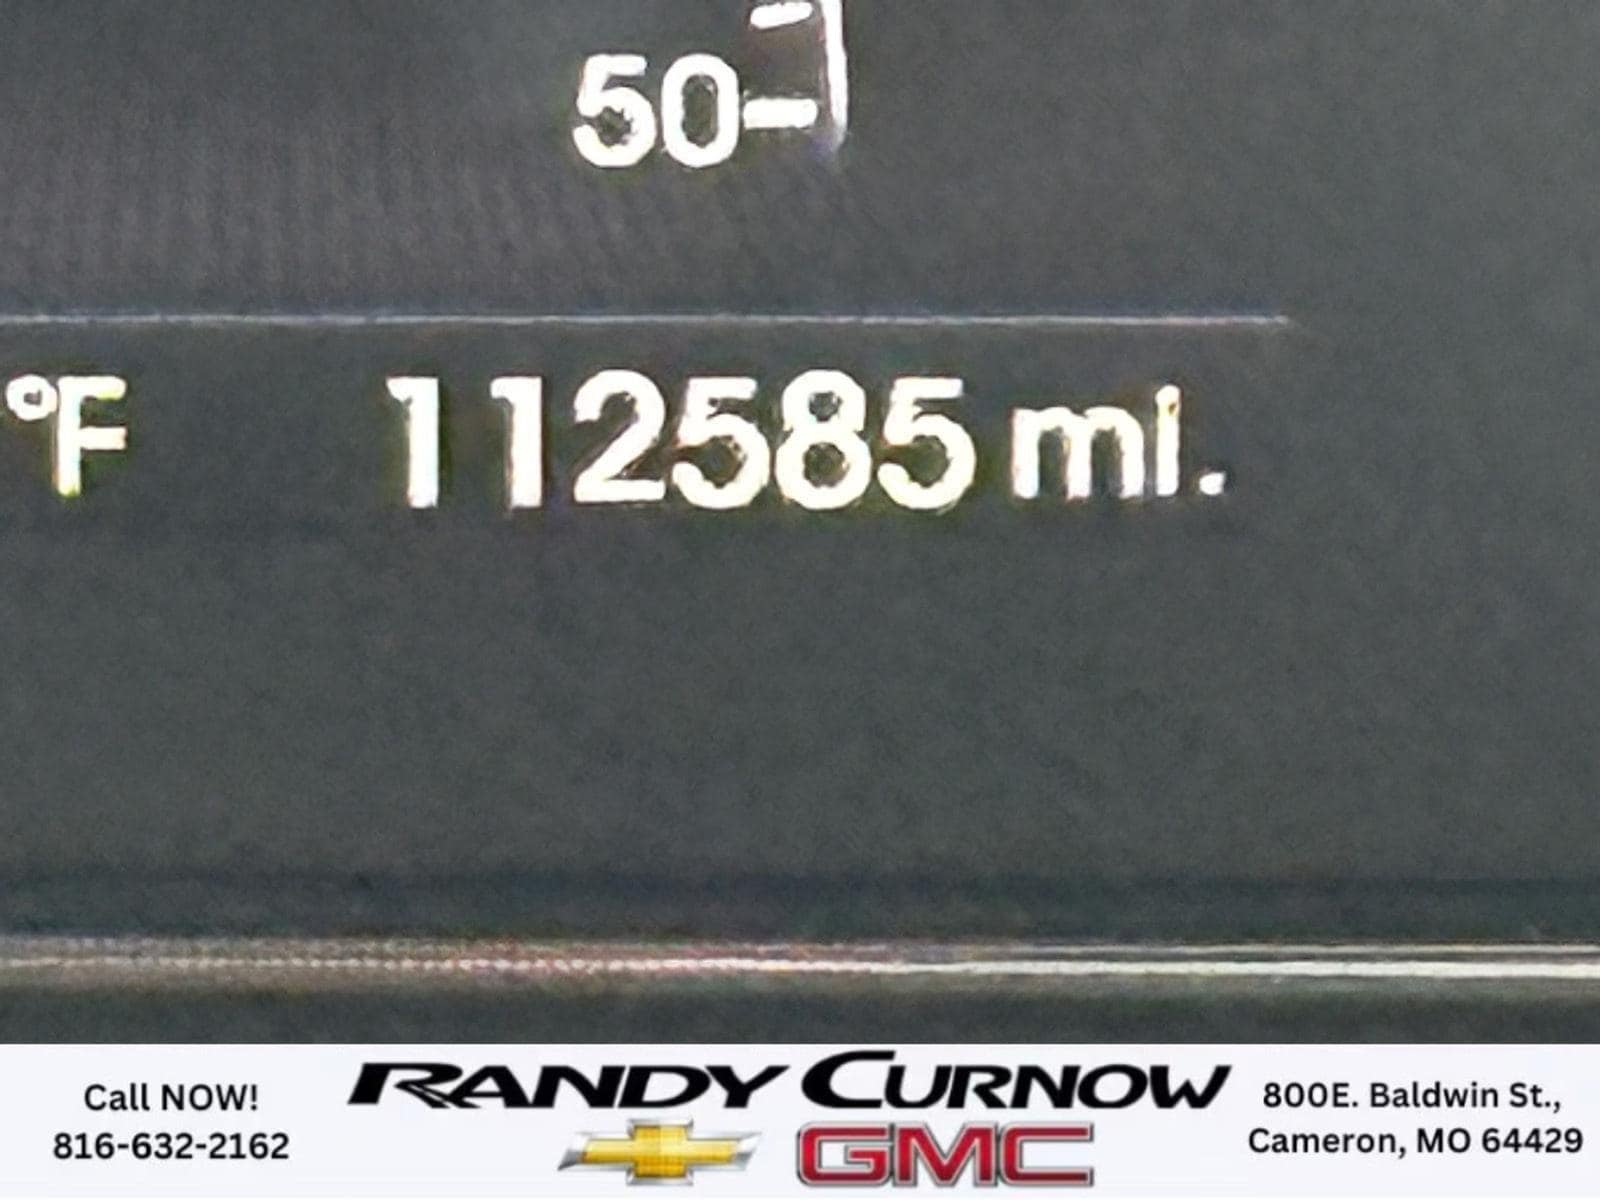 50
°F 112585 mi.
Call NOW!
816-632-2162
RANDY CURNOW
GMC
800E. Baldwin St.,
Cameron, MO 64429